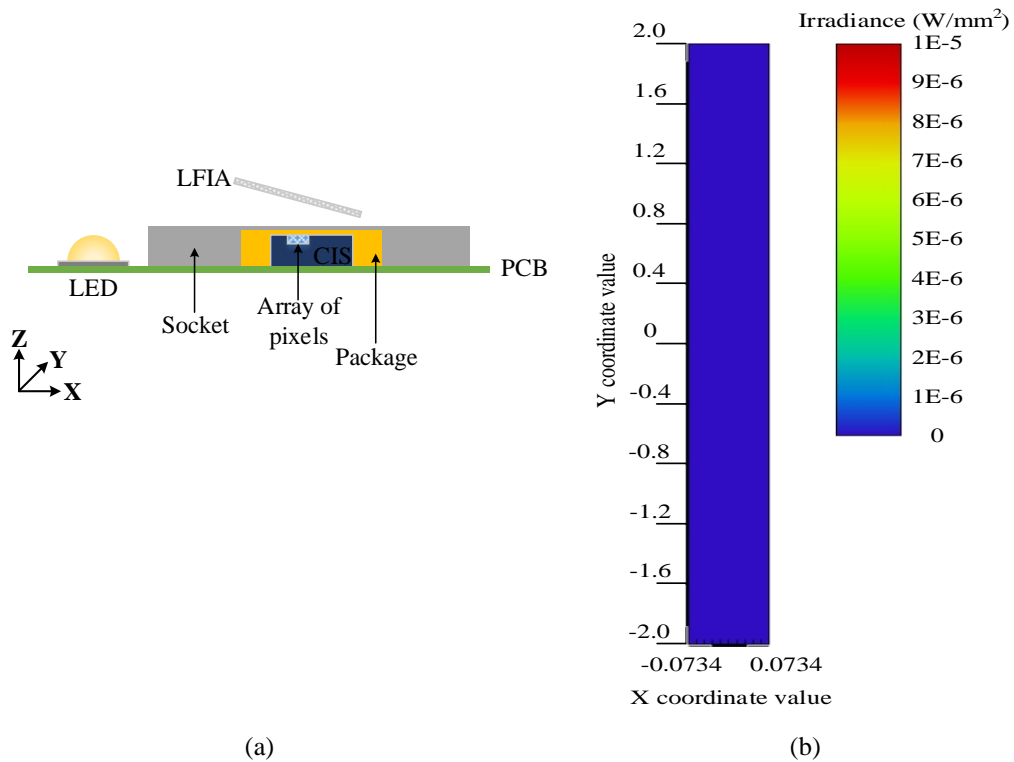 LFIA
CIS
PCB
LED
Socket
Array of
pixels
Package
Z
Y
X
(a)
Irradiance (W/mm²)
2.0
1.6
1.2
0.8
0.4
0
-0.4
-0.8
-1.2
-1.6
-2.0
Y coordinate value
-0.0734 0.0734
X coordinate value
1E-5
9E-6
8E-6
7E-6
6E-6
5E-6
4E-6
3E-6
2E-6
1E-6
0
(b)